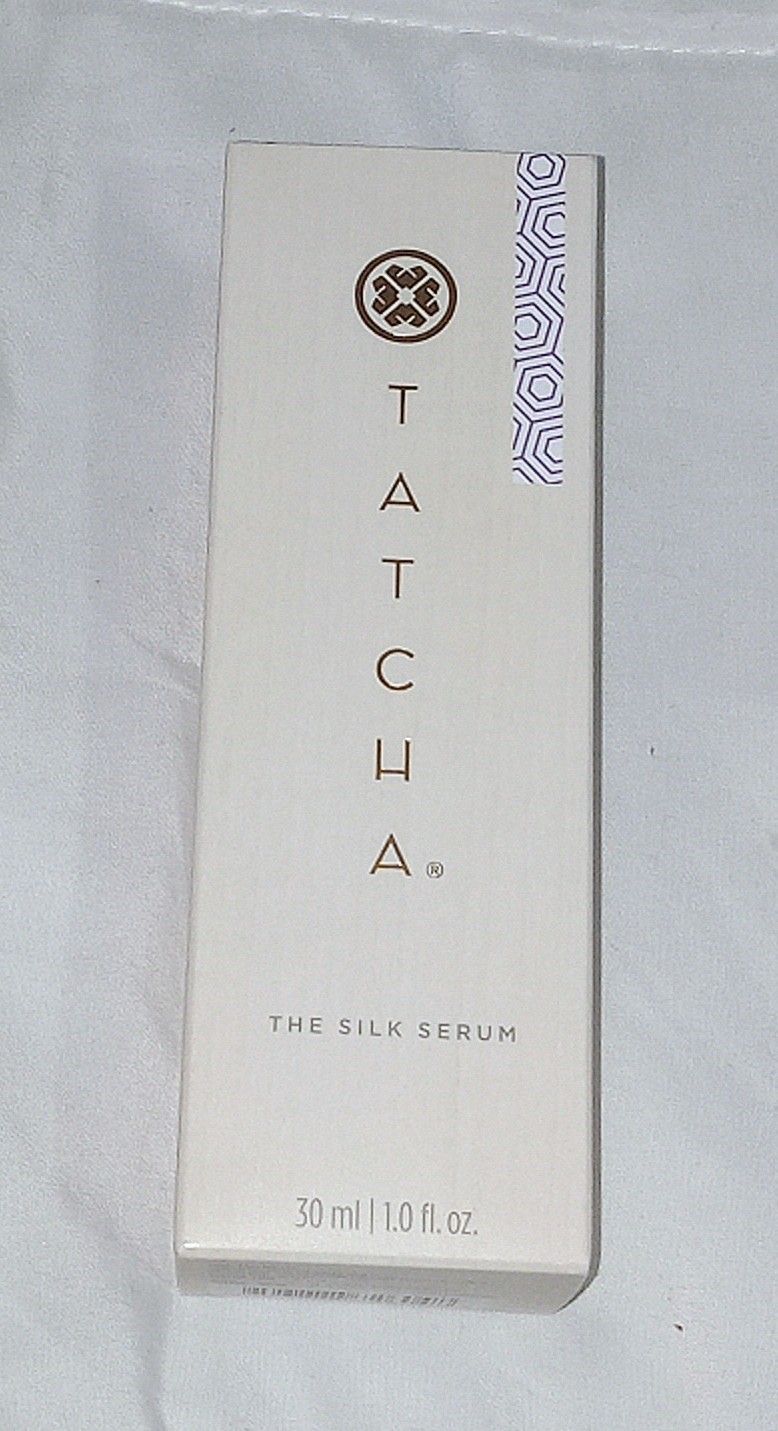 TATCHA®
THE SILK SERUM
30 ml | 1.0 fl. oz.